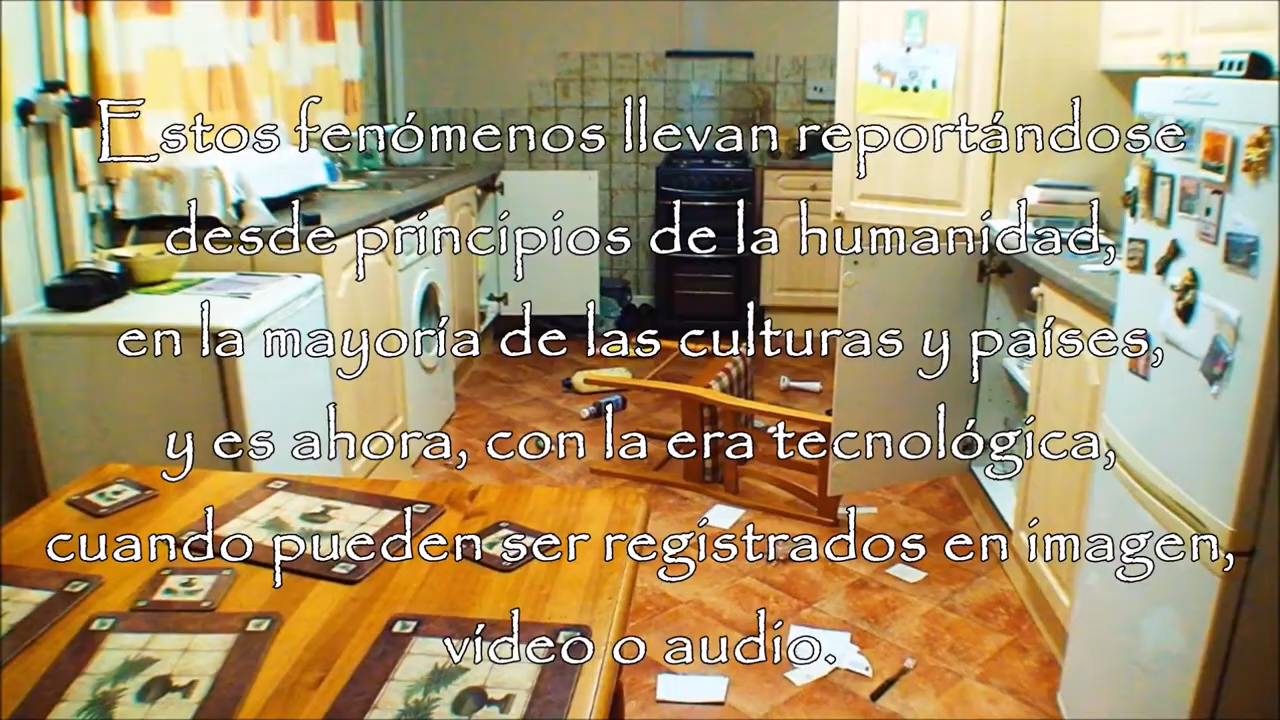 Estos fenómenos llevan reportándose
desde principios de la humanidad,
en la mayoría de las culturas y países,
y es ahora, con la era tecnológica,
cuando pueden ser registrados en imagen,
vídeo o audio.